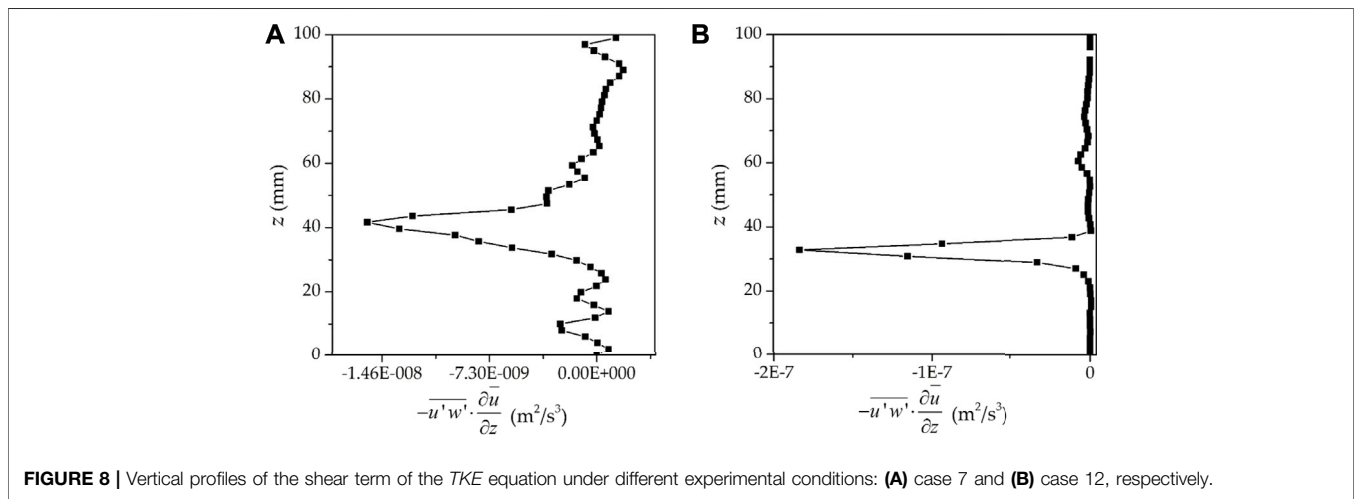 A
B
100
80
60
40
20
0
z (mm)
-1.46E-008 -7.30E-009 0.00E+000
−u'w'·∂u/∂z (m²/s³)
100
80
60
40
20
0
z (mm)
-2E-7 -1E-7 0
−u'w'·∂u/∂z (m²/s³)
FIGURE 8 | Vertical profiles of the shear term of the TKE equation under different experimental conditions: (A) case 7 and (B) case 12, respectively.